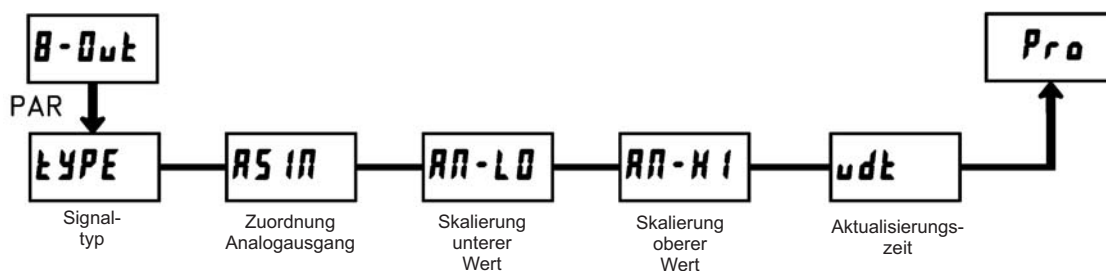 8-Out
Pro
PAR
tYPE
ASIN
AN-LO
AN-HI
udt
Signal-
typ
Zuordnung
Analogausgang
Skalierung
unterer
Wert
Skalierung
oberer
Wert
Aktualisierungs-
zeit